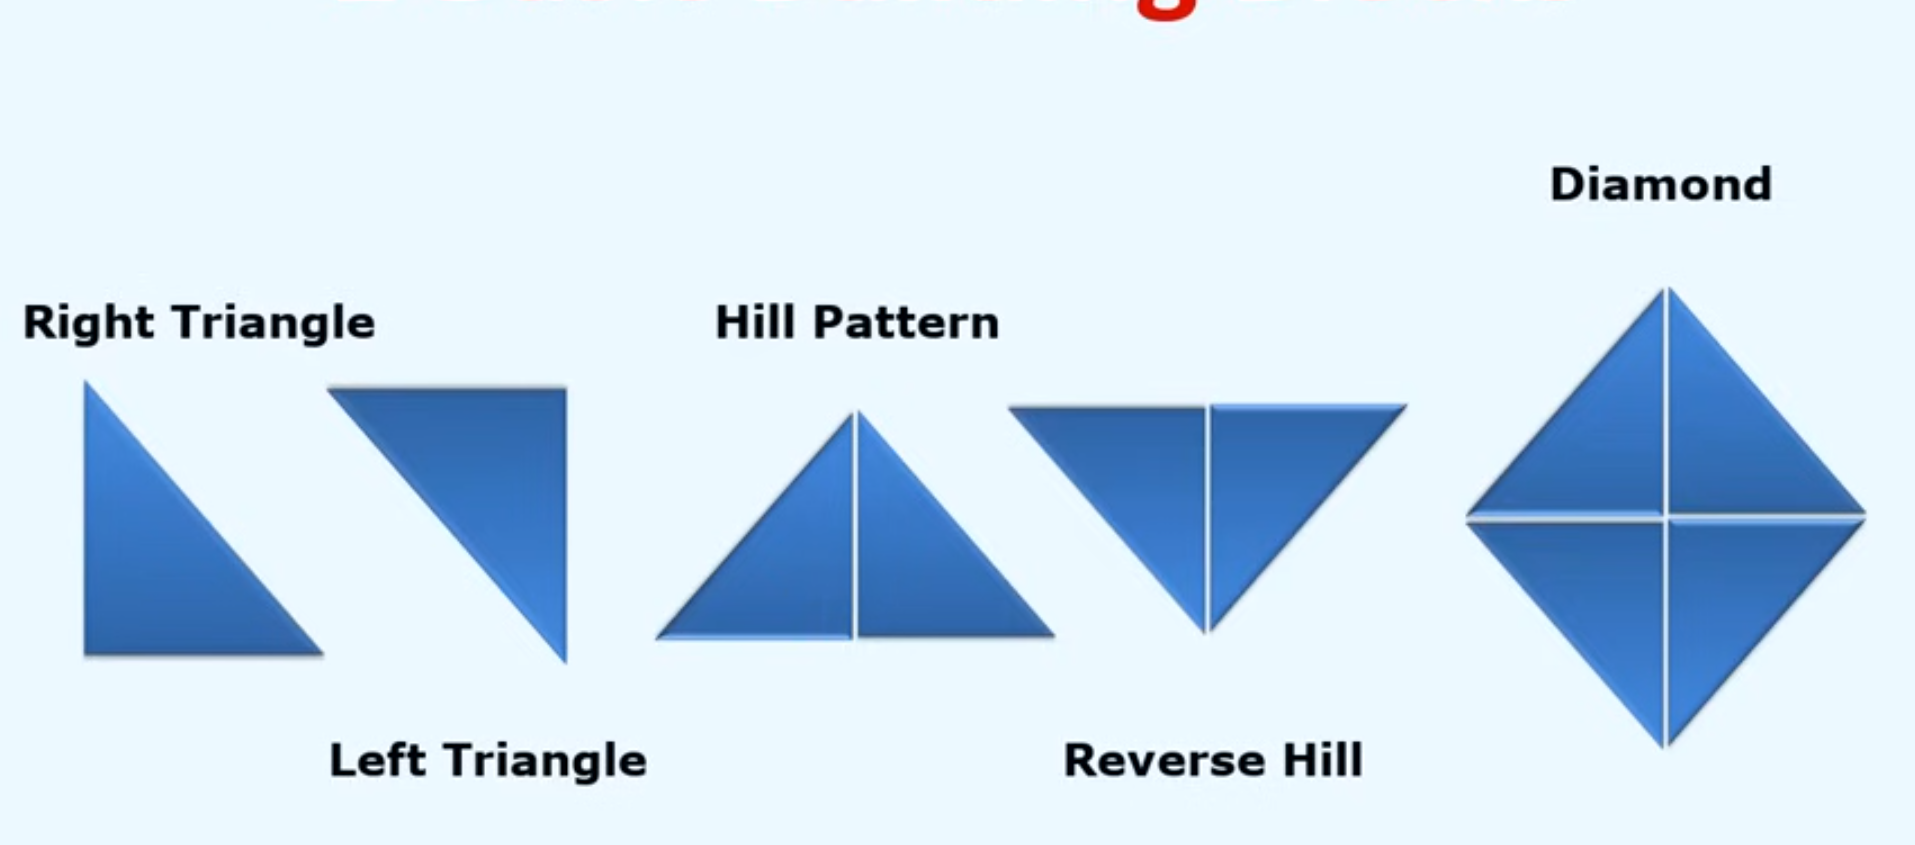 Diamond
Right Triangle
Hill Pattern
Left Triangle
Reverse Hill